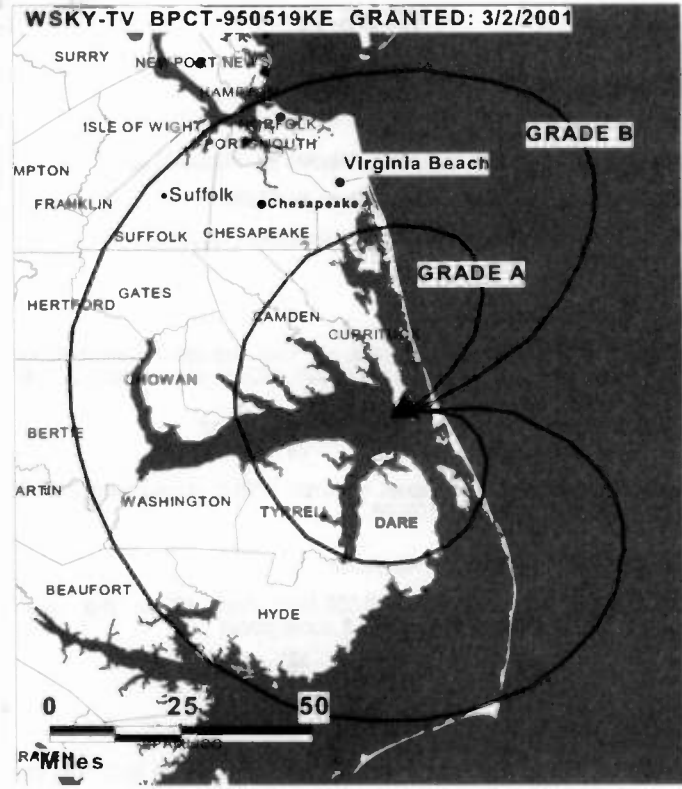 WSKY-TV BPCT-950519KE GRANTED: 3/2/2001
SURRY
NEWPORT NEWS
HAMPTON
ISLE OF WIGHT
NORFOLK
PORTSMOUTH
GRADE B
MPTON
Virginia Beach
FRANKLIN
Suffolk
Chesapeake
SUFFOLK
CHESAPEAKE
GRADE A
HERTFORD
GATES
CAMDEN
CURRITUCK
CHOWAN
BERTIE
ARTIN
WASHINGTON
TYRRELL
DARE
BEAUFORT
HYDE
0 25 50
PAMLICO
RAVEN
Miles